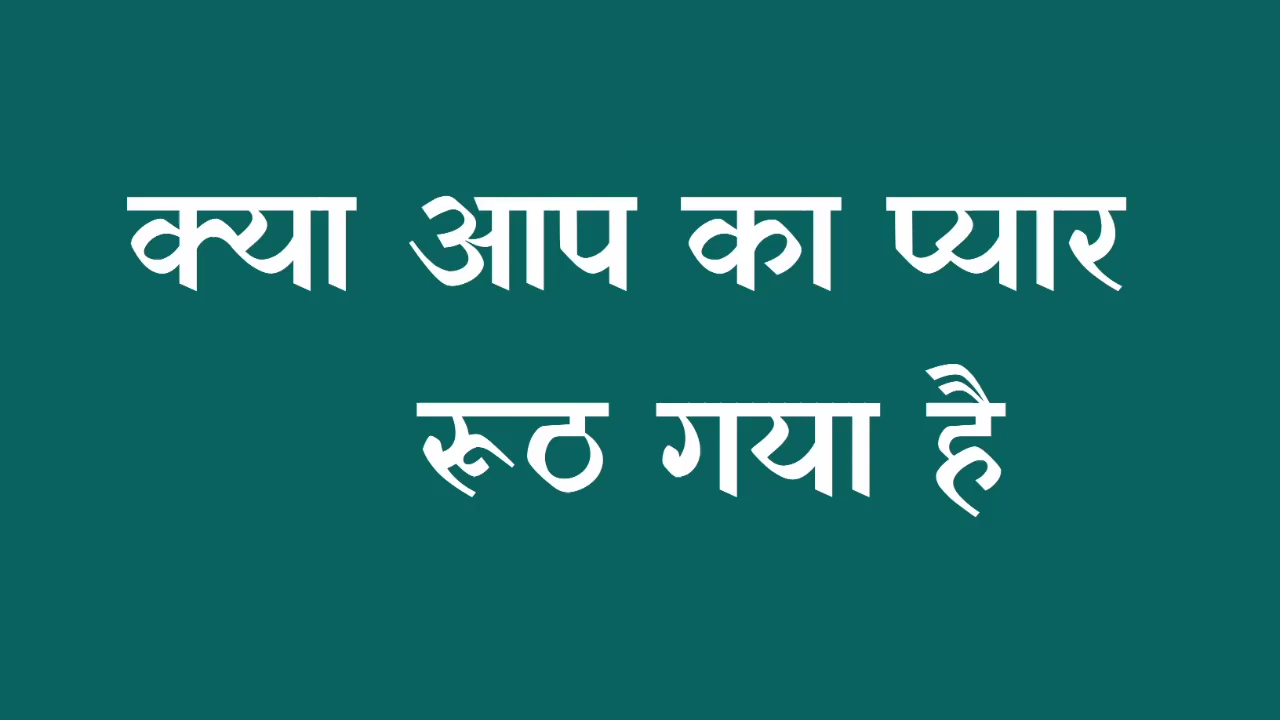 क्या आप का प्यार
रूठ गया है